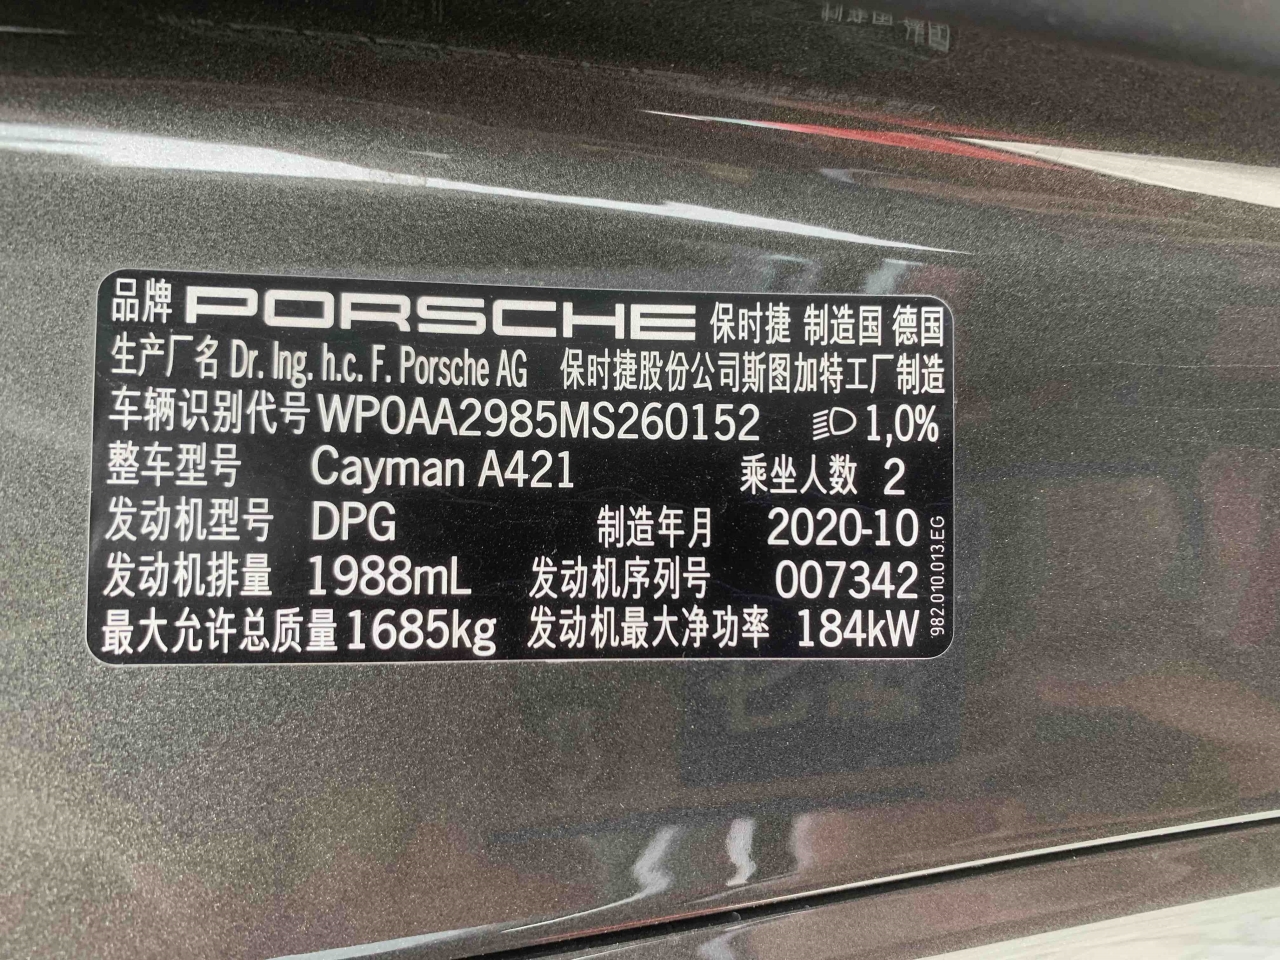 品牌 PORSCHE 保时捷 制造国 德国
生产厂名 Dr. Ing. h.c. F. Porsche AG 保时捷股份公司斯图加特工厂制造
车辆识别代号 WP0AA2985MS260152 1,0%
整车型号 Cayman A421 乘坐人数 2
发动机型号 DPG 制造年月 2020-10
发动机排量 1988mL 发动机序列号 007342
最大允许总质量 1685kg 发动机最大净功率 184kW
982.010.013.EG